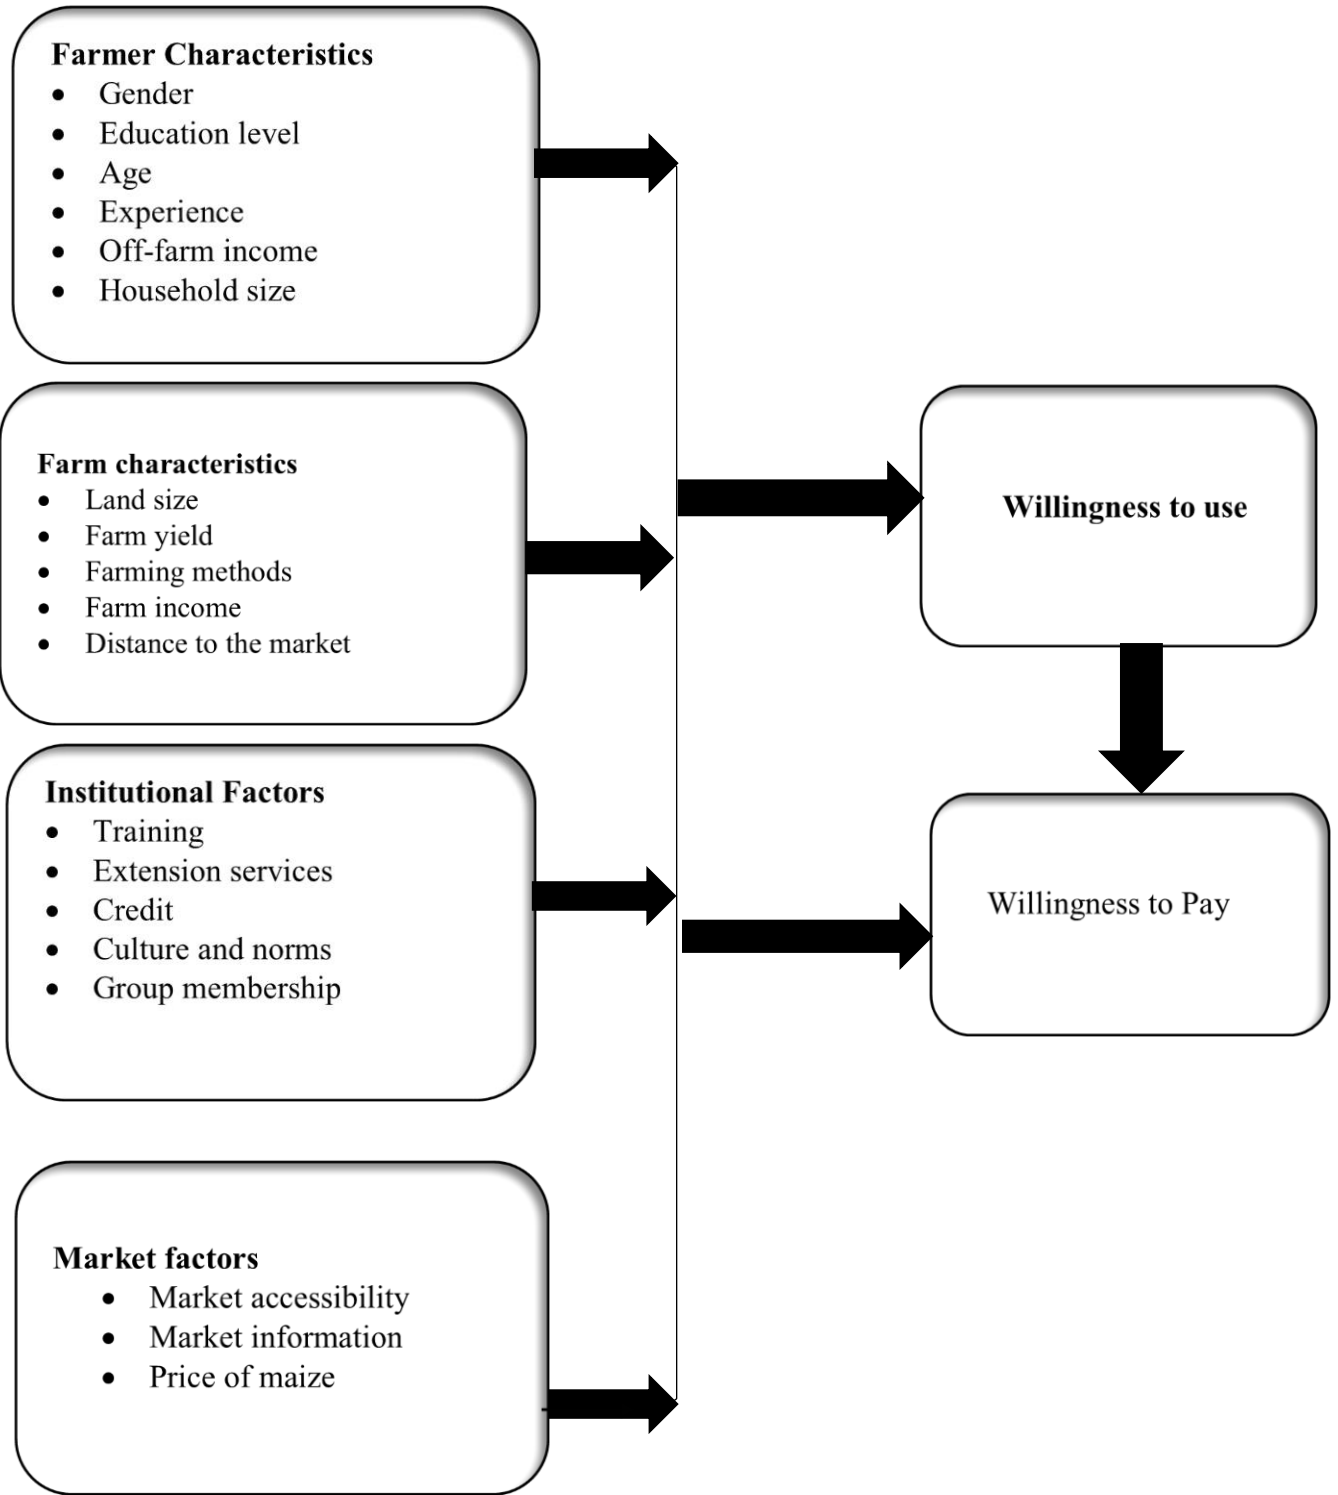 Farmer Characteristics
• Gender
• Education level
• Age
• Experience
• Off-farm income
• Household size
Farm characteristics
• Land size
• Farm yield
• Farming methods
• Farm income
• Distance to the market
Institutional Factors
• Training
• Extension services
• Credit
• Culture and norms
• Group membership
Market factors
• Market accessibility
• Market information
• Price of maize
Willingness to use
Willingness to Pay